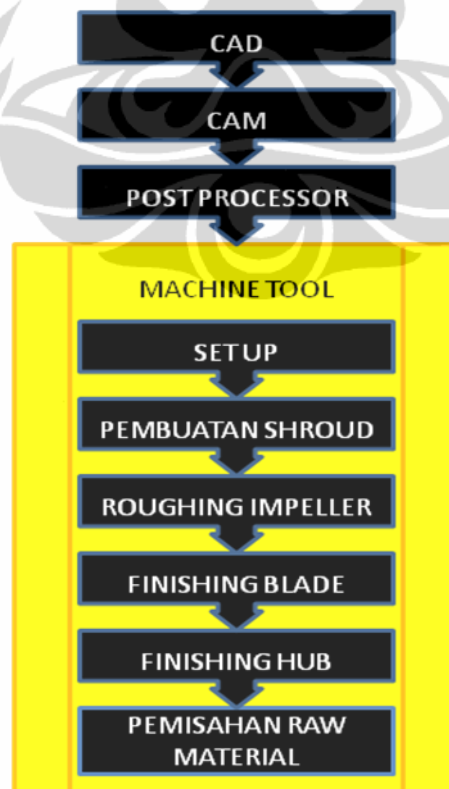 CAD
CAM
POST PROCESSOR
MACHINE TOOL
SETUP
PEMBUATAN SHROUD
ROUGHING IMPELLER
FINISHING BLADE
FINISHING HUB
PEMISAHAN RAW
MATERIAL